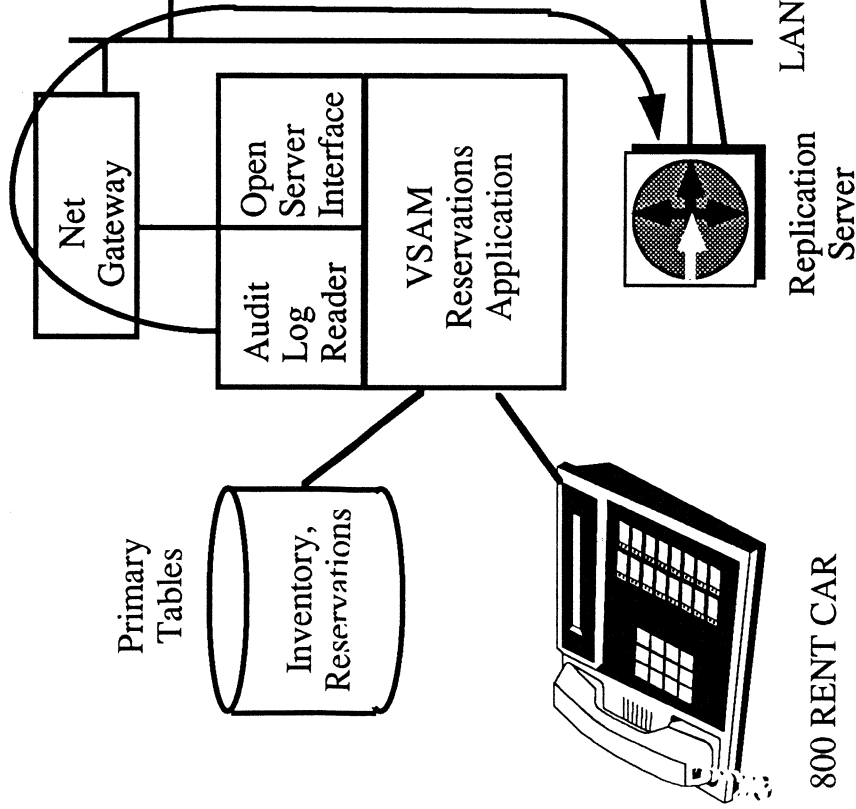 Primary
Tables
Inventory,
Reservations
800 RENT CAR
Audit
Log
Reader
Open
Server
Interface
VSAM
Reservations
Application
Net
Gateway
Replication
Server
LAN